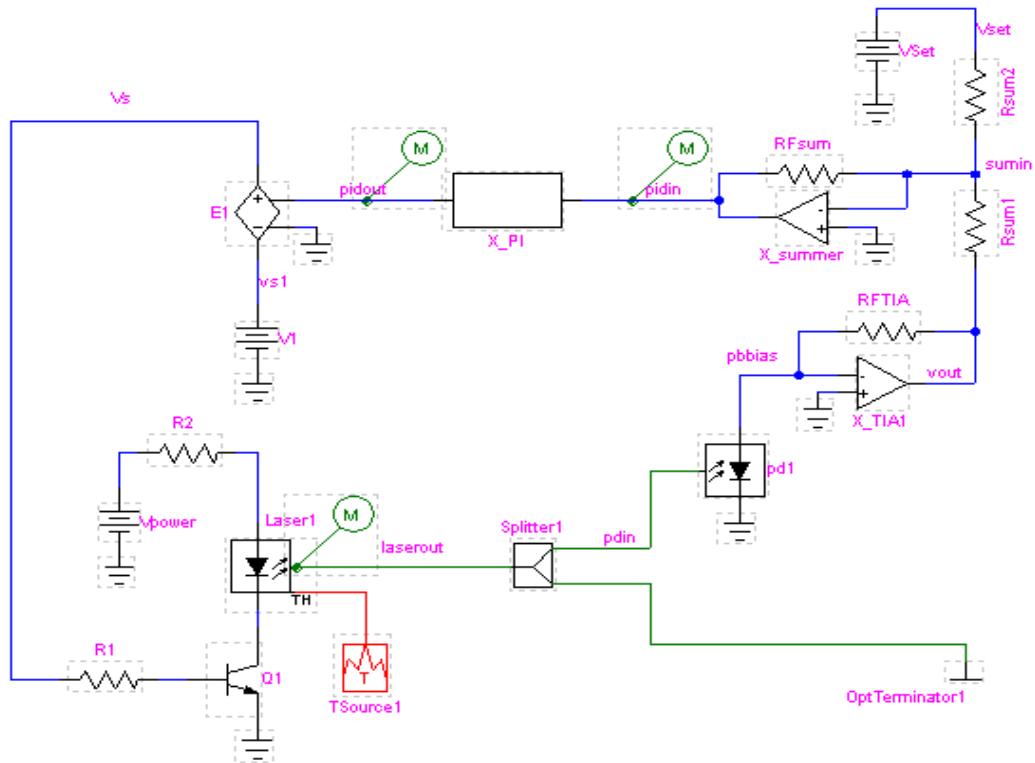 Vset
VSet
Rsum2
Vs
M
M
RFsum
sumin
pidout
pidin
+
-
E1
-
+
Rsum1
X_PI
X_summer
vs1
RFTIA
V1
pbbias
-
+
vout
X_TIA1
R2
pd1
Vpower
Laser1
M
Splitter1
pdin
laserout
TH
R1
Q1
T
TSource1
OptTerminator1